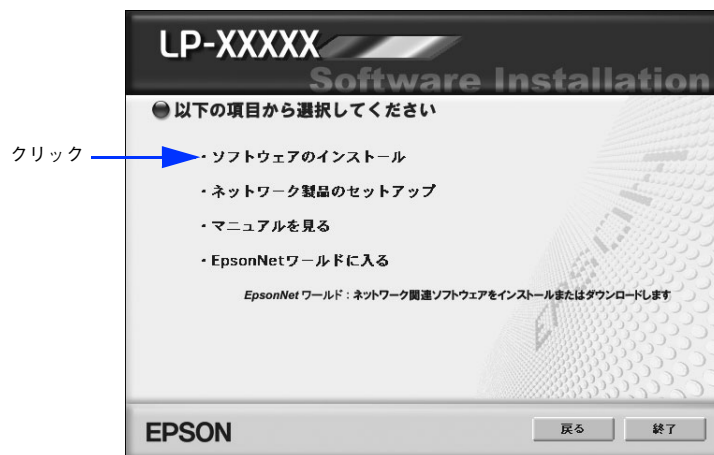 LP-XXXXX
Software Installation
以下の項目から選択してください
クリック
・ソフトウェアのインストール
・ネットワーク製品のセットアップ
・マニュアルを見る
・EpsonNetワールドに入る
EpsonNet ワールド：ネットワーク関連ソフトウェアをインストールまたはダウンロードします
EPSON
EPSON
戻る
終了